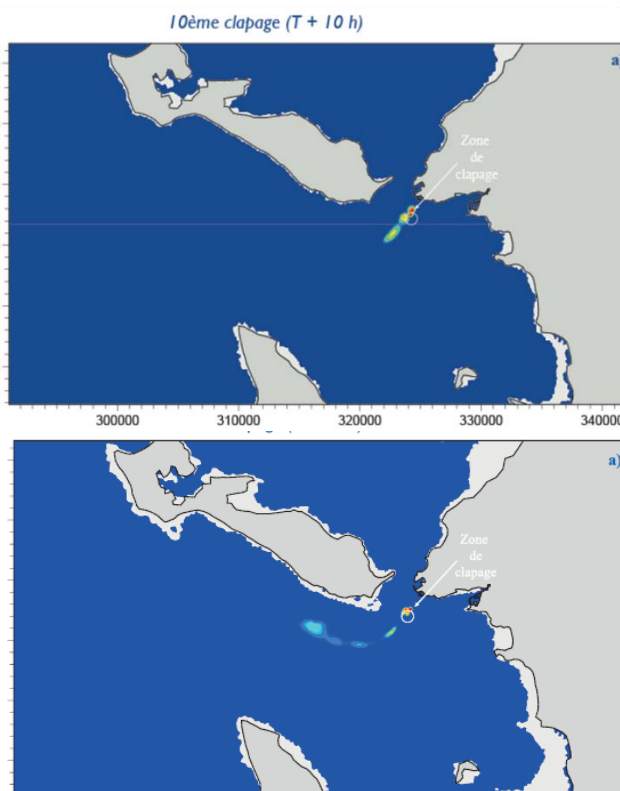 10ème clapage (T + 10 h)
a)
Zone
de
clapage
300000 310000 320000 330000 340000
a)
Zone
de
clapage